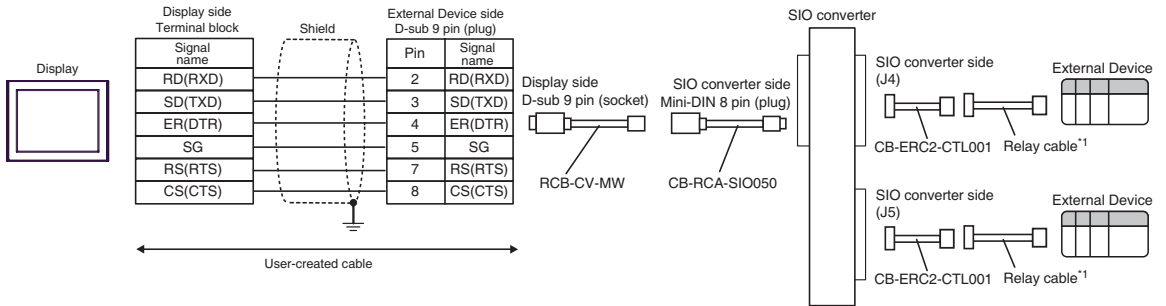 Display
Display side
Terminal block
Shield
External Device side
D-sub 9 pin (plug)
Signal name
Pin
Signal name
RD(RXD) 2 RD(RXD)
SD(TXD) 3 SD(TXD)
ER(DTR) 4 ER(DTR)
SG 5 SG
RS(RTS) 7 RS(RTS)
CS(CTS) 8 CS(CTS)
User-created cable
Display side
D-sub 9 pin (socket)
RCB-CV-MW
SIO converter side
Mini-DIN 8 pin (plug)
CB-RCA-SIO050
SIO converter
SIO converter side
(J4)
External Device
CB-ERC2-CTL001
Relay cable*1
SIO converter side
(J5)
External Device
CB-ERC2-CTL001
Relay cable*1